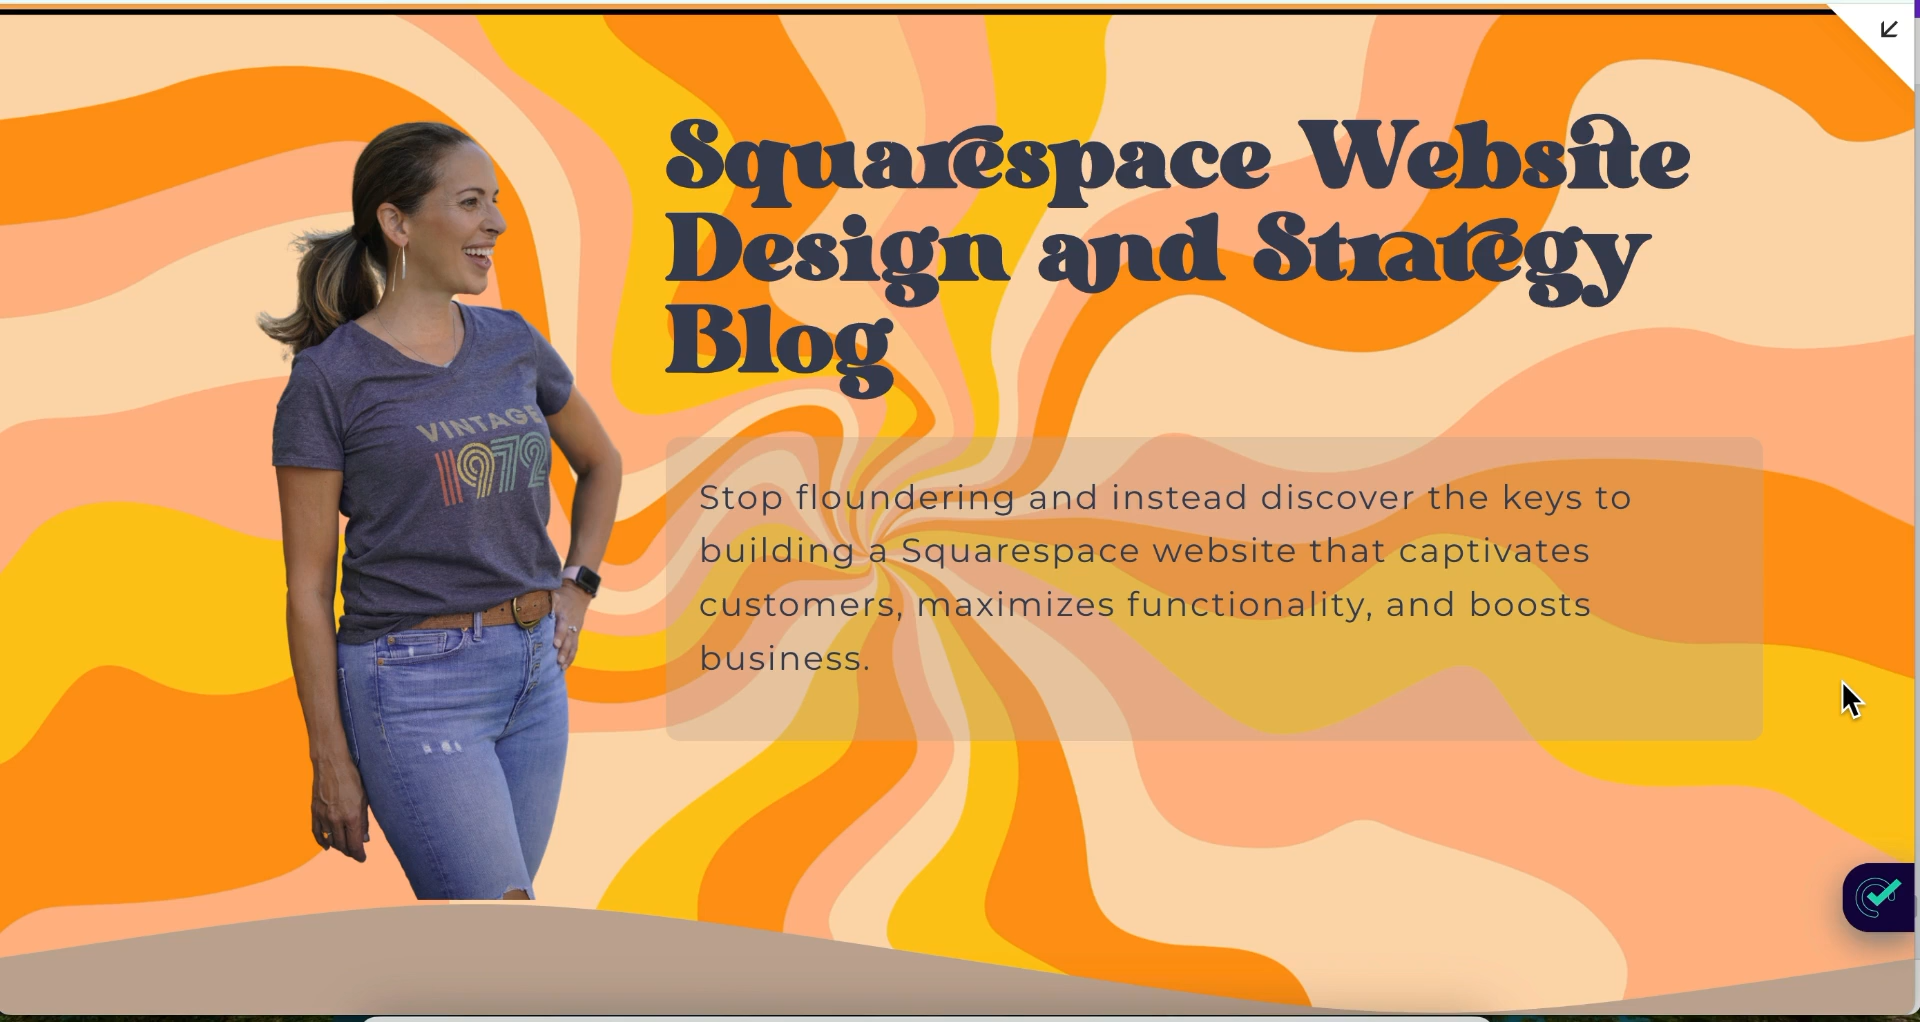 Squarespace Website
Design and Strategy
Blog
VINTAGE
1972
Stop floundering and instead discover the keys to
building a Squarespace website that captivates
customers, maximizes functionality, and boosts
business.